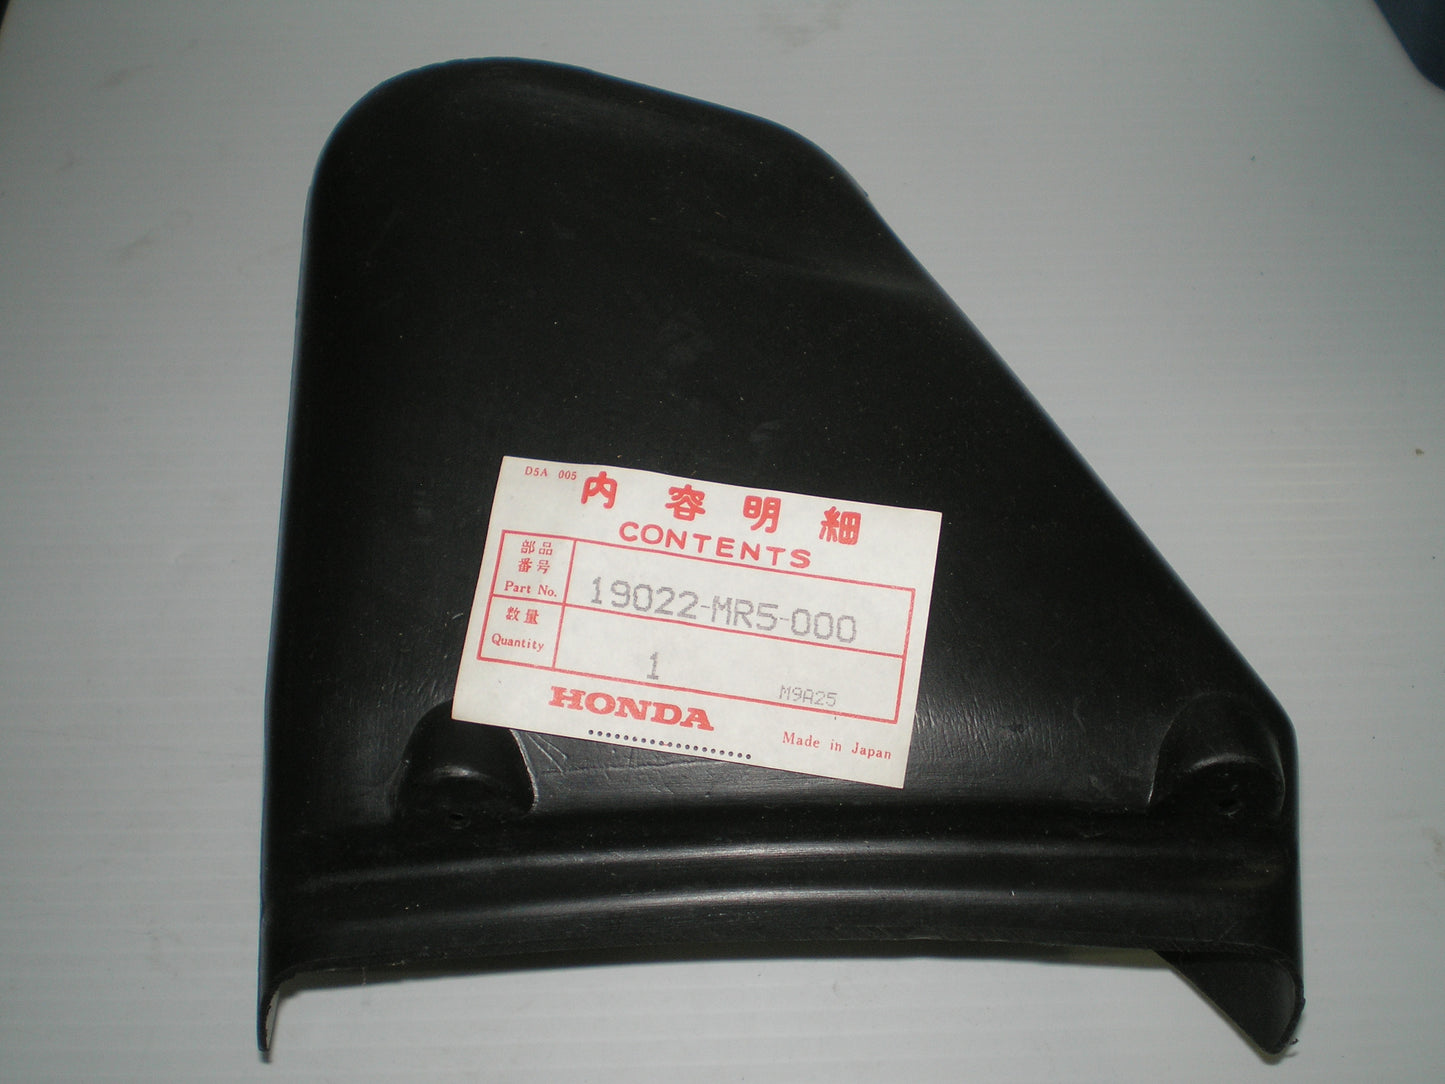 D5A 005
内容明細
CONTENTS
部品
番号
Part No.
19022-MR5-000
数量
Quantity
1
M9A25
HONDA
Made in Japan